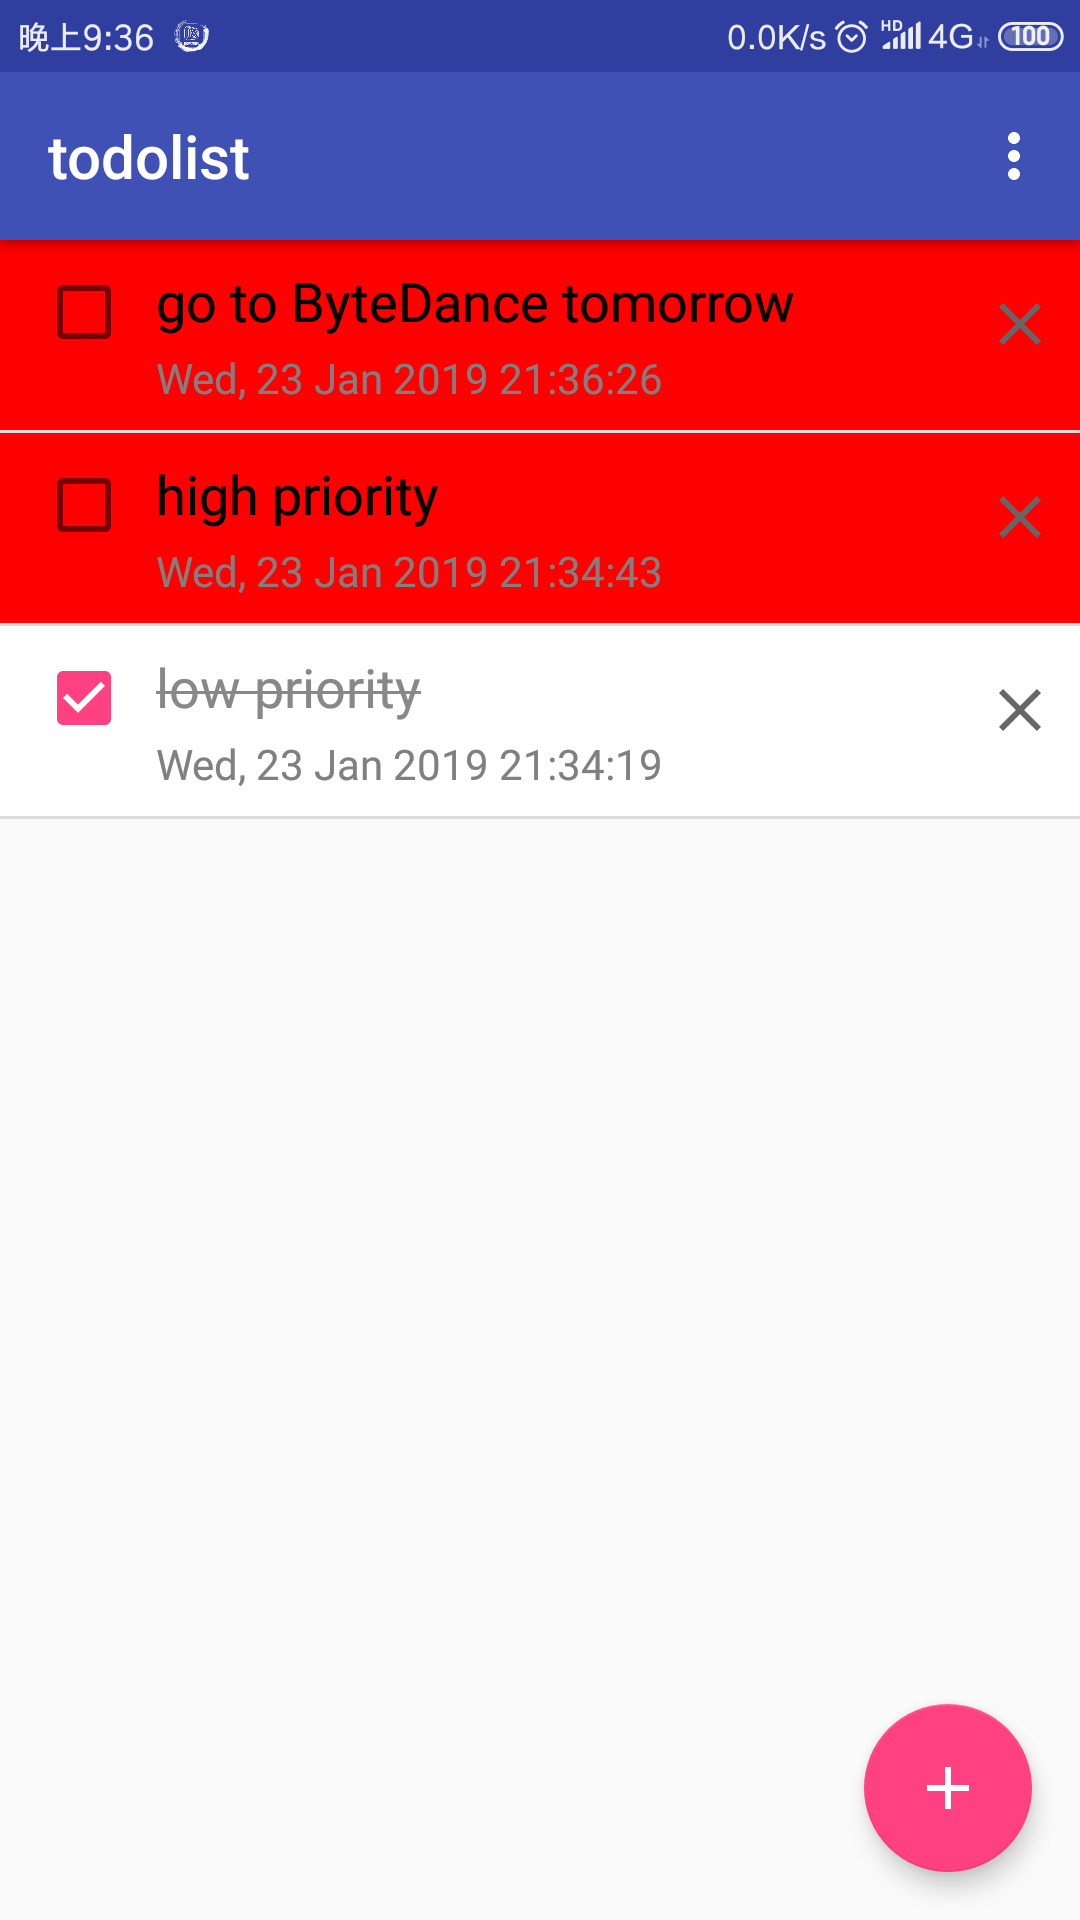 晚上9:36 0.0K/s HD 4G 100
todolist
go to ByteDance tomorrow
Wed, 23 Jan 2019 21:36:26
high priority
Wed, 23 Jan 2019 21:34:43
low priority
Wed, 23 Jan 2019 21:34:19